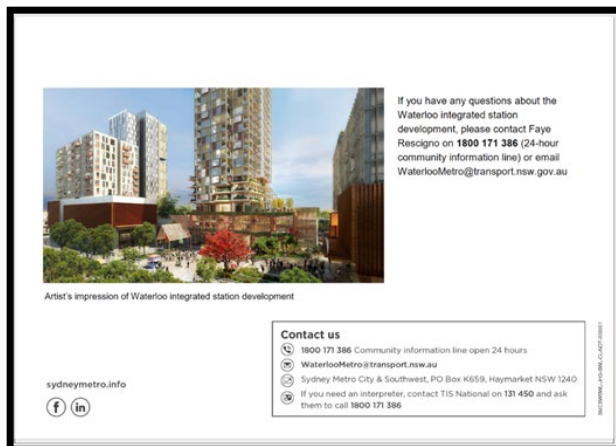 If you have any questions about the
Waterloo integrated station
development, please contact Faye
Rescigno on 1800 171 386 (24-hour
community information line) or email
WaterlooMetro@transport.nsw.gov.au
Artist's impression of Waterloo integrated station development
Contact us
1800 171 386 Community information line open 24 hours
WaterlooMetro@transport.nsw.au
Sydney Metro City & Southwest, PO Box K659, Haymarket NSW 1240
If you need an interpreter, contact TIS National on 131 450 and ask
them to call 1800 171 386
sydneymetro.info
f in